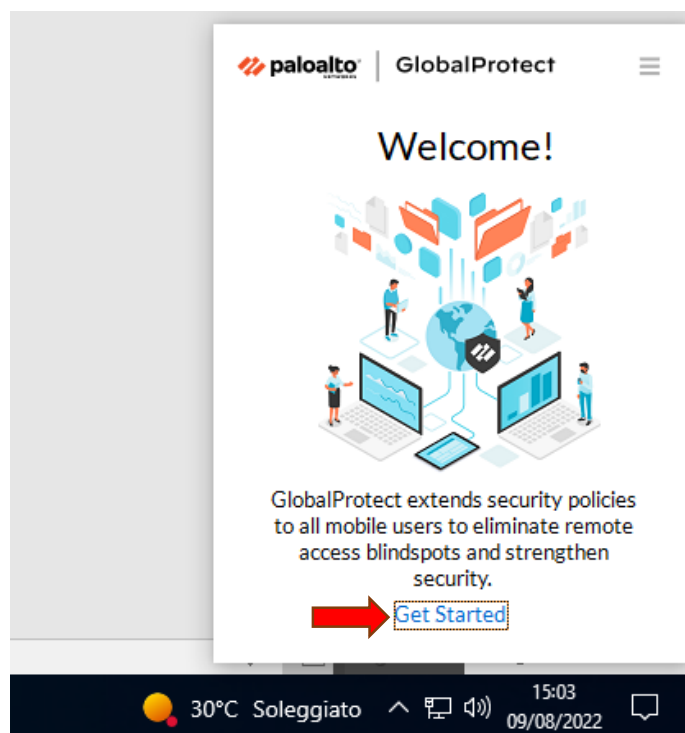 paloalto NETWORKS | GlobalProtect
Welcome!
GlobalProtect extends security policies
to all mobile users to eliminate remote
access blindspots and strengthen
security.
Get Started
30°C Soleggiato
15:03
09/08/2022